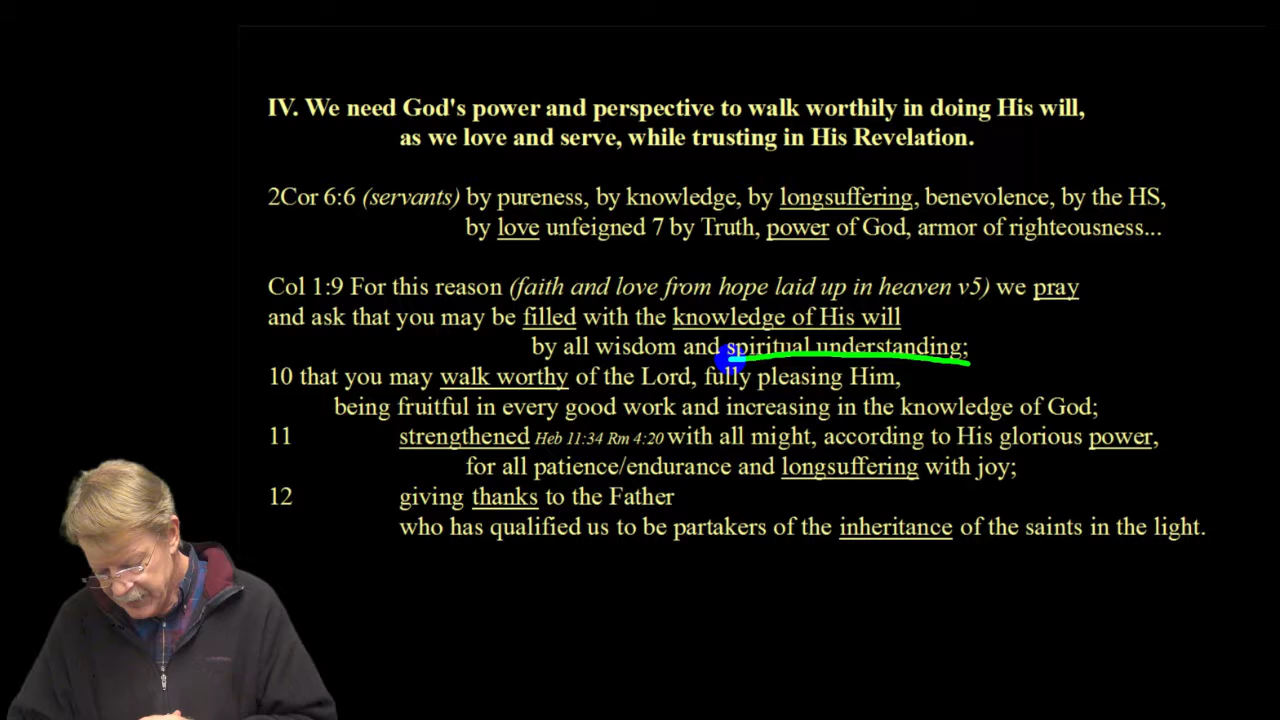 IV. We need God's power and perspective to walk worthily in doing His will,
as we love and serve, while trusting in His Revelation.
2Cor 6:6 (servants) by pureness, by knowledge, by longsuffering, benevolence, by the HS,
by love unfeigned 7 by Truth, power of God, armor of righteousness...
Col 1:9 For this reason (faith and love from hope laid up in heaven v5) we pray
and ask that you may be filled with the knowledge of His will
by all wisdom and spiritual understanding;
10 that you may walk worthy of the Lord, fully pleasing Him,
being fruitful in every good work and increasing in the knowledge of God;
11 strengthened Heb 11:34 Rm 4:20 with all might, according to His glorious power,
for all patience/endurance and longsuffering with joy;
12 giving thanks to the Father
who has qualified us to be partakers of the inheritance of the saints in the light.